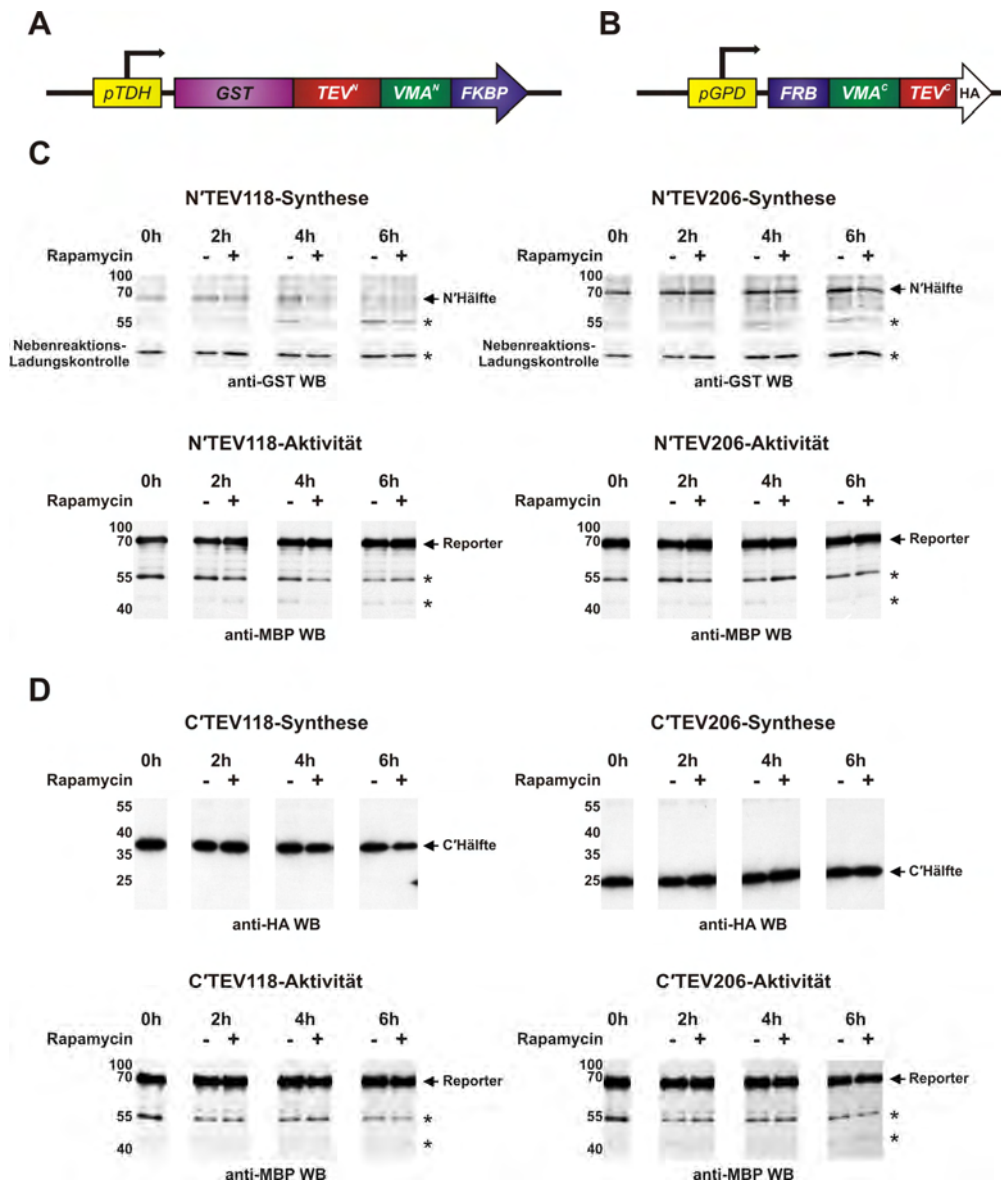 A
B
pTDH GST TEVᴺ VMAᴺ FKBP
pGPD FRB VMAᶜ TEVᶜ HA
C
N'TEV118-Synthese
0h 2h 4h 6h
Rapamycin - + - + - +
100
70
N'Hälfte
55
*
Nebenreaktions-
Ladungskontrolle
*
anti-GST WB
N'TEV206-Synthese
0h 2h 4h 6h
Rapamycin - + - + - +
100
70
N'Hälfte
55
*
Nebenreaktions-
Ladungskontrolle
*
anti-GST WB
N'TEV118-Aktivität
0h 2h 4h 6h
Rapamycin - + - + - +
100
70
Reporter
55
*
*
40
anti-MBP WB
N'TEV206-Aktivität
0h 2h 4h 6h
Rapamycin - + - + - +
100
70
Reporter
55
*
*
40
anti-MBP WB
D
C'TEV118-Synthese
0h 2h 4h 6h
Rapamycin - + - + - +
55
40
C'Hälfte
35
25
anti-HA WB
C'TEV206-Synthese
0h 2h 4h 6h
Rapamycin - + - + - +
55
40
35
C'Hälfte
25
anti-HA WB
C'TEV118-Aktivität
0h 2h 4h 6h
Rapamycin - + - + - +
100
70
Reporter
55
*
*
40
anti-MBP WB
C'TEV206-Aktivität
0h 2h 4h 6h
Rapamycin - + - + - +
100
70
Reporter
55
*
*
40
anti-MBP WB